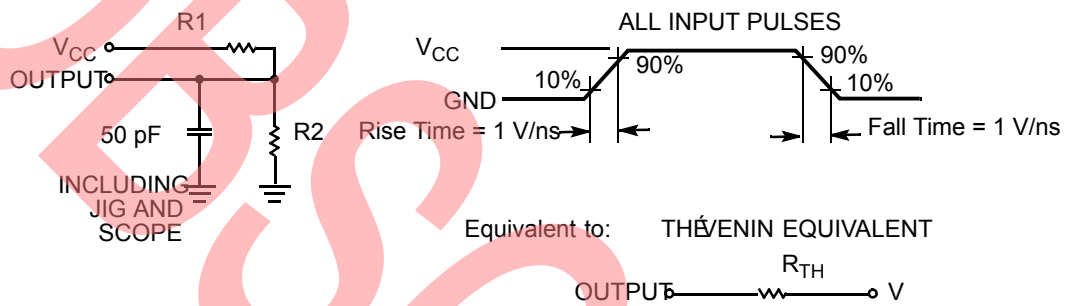 R1
VCC
OUTPUT
50 pF
R2
INCLUDING
JIG AND
SCOPE
ALL INPUT PULSES
VCC
GND
10%
90%
90%
10%
Rise Time = 1 V/ns
Fall Time = 1 V/ns
Equivalent to:
THÉVENIN EQUIVALENT
RTH
OUTPUT
V